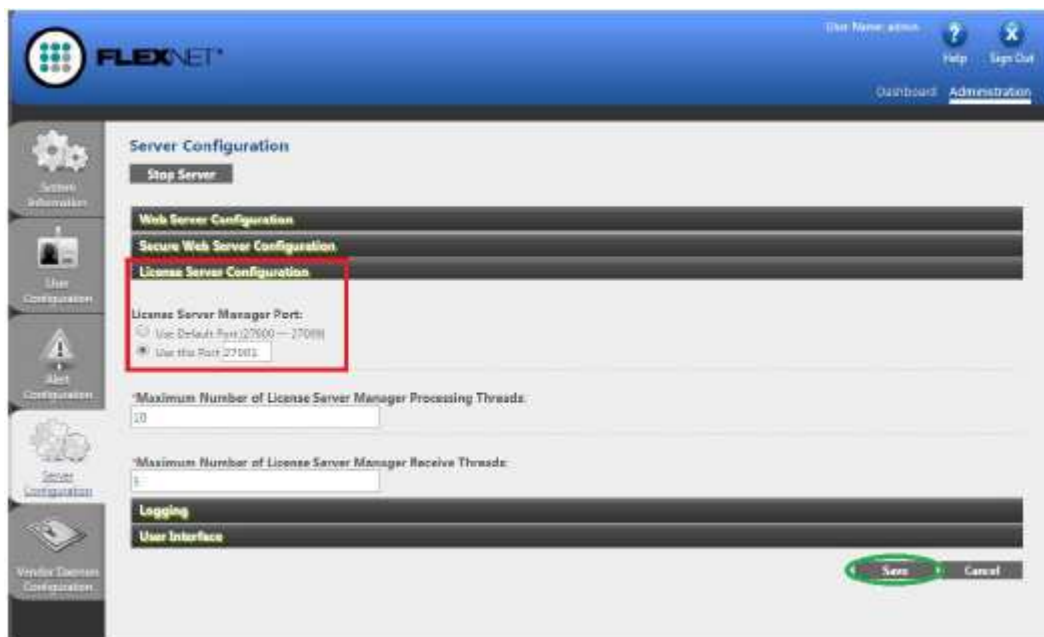 User Name: admin
Help
Sign Out
FLEXNET
Dashboard
Administration
System Information
User Configuration
Alert Configuration
Server Configuration
Vendor Daemon Configuration
Server Configuration
Stop Server
Web Server Configuration
Secure Web Server Configuration
License Server Configuration
License Server Manager Port:
Use Default Port (27000 — 27009)
Use this Port
*Maximum Number of License Server Manager Processing Threads:
10
*Maximum Number of License Server Manager Receive Threads:
Logging
User Interface
Save
Cancel